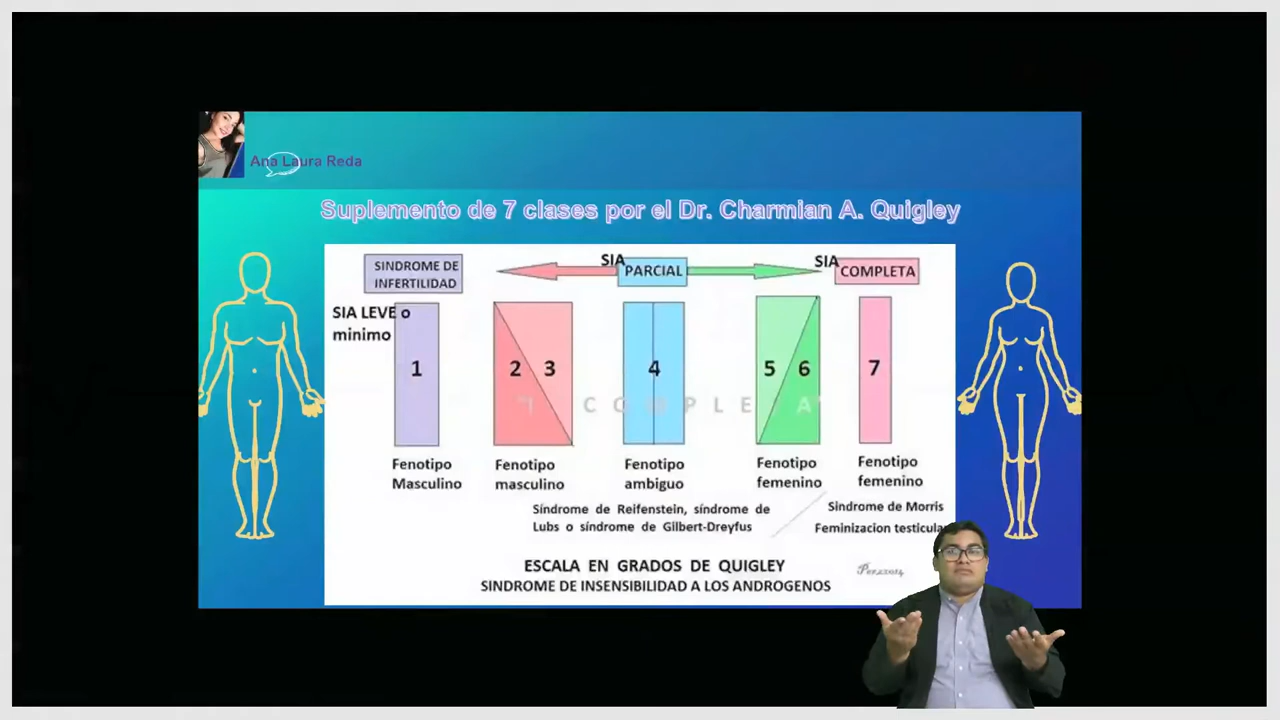 Ana Laura Reda
Suplemento de 7 clases por el Dr. Charmian A. Quigley
SINDROME DE
INFERTILIDAD
SIA
PARCIAL
SIA
COMPLETA
SIA LEVE o
minimo
1
2 3
4
5 6
7
I C O M P L E A
Fenotipo
Masculino
Fenotipo
masculino
Fenotipo
ambiguo
Fenotipo
femenino
Fenotipo
femenino
Síndrome de Reifenstein, síndrome de
Lubs o síndrome de Gilbert-Dreyfus
Sindrome de Morris
Feminizacion testicula
ESCALA EN GRADOS DE QUIGLEY
SINDROME DE INSENSIBILIDAD A LOS ANDROGENOS